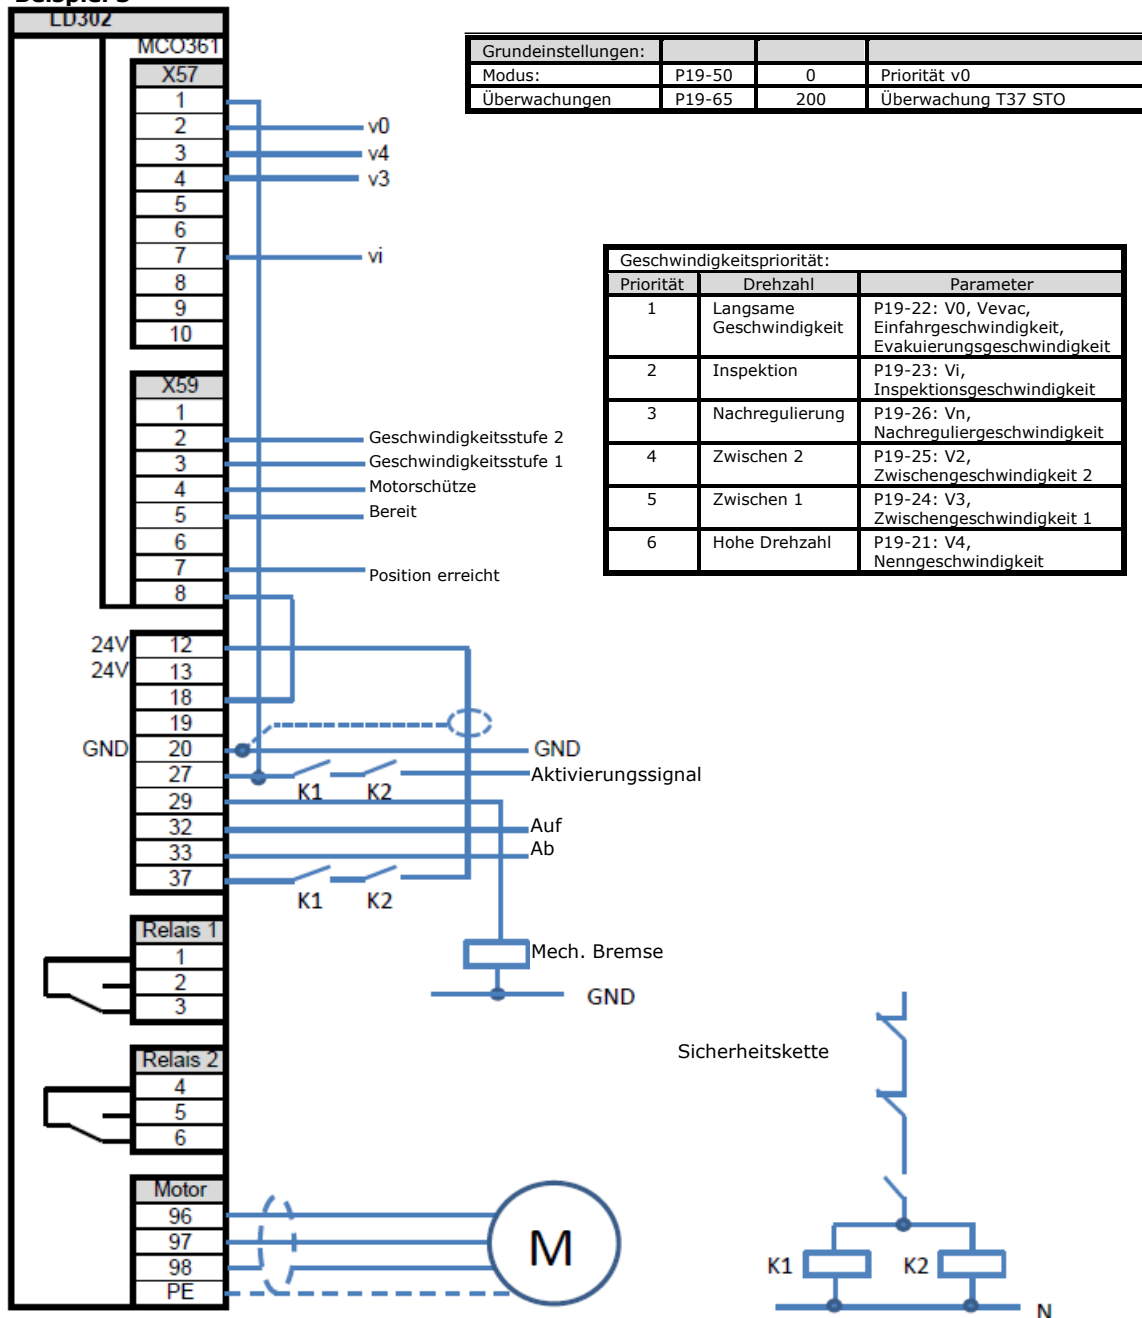 Beispiel 3
LD302
MCO361
X57
1
2
3
4
5
6
7
8
9
10
v0
v4
v3
vi
Grundeinstellungen:
Modus: P19-50 0 Priorität v0
Überwachungen P19-65 200 Überwachung T37 STO
Geschwindigkeitspriorität:
Priorität Drehzahl Parameter
1 Langsame Geschwindigkeit P19-22: V0, Vevac,
Einfahrgeschwindigkeit,
Evakuierungsgeschwindigkeit
2 Inspektion P19-23: Vi,
Inspektionsgeschwindigkeit
3 Nachregulierung P19-26: Vn,
Nachreguliergeschwindigkeit
4 Zwischen 2 P19-25: V2,
Zwischengeschwindigkeit 2
5 Zwischen 1 P19-24: V3,
Zwischengeschwindigkeit 1
6 Hohe Drehzahl P19-21: V4,
Nenngeschwindigkeit
X59
1
2 Geschwindigkeitsstufe 2
3 Geschwindigkeitsstufe 1
4 Motorschütze
5 Bereit
6
7 Position erreicht
8
24V 12
24V 13
18
19
GND 20 GND
27 K1 K2 Aktivierungssignal
29
32 Auf
33 Ab
37 K1 K2
Relais 1
1
2
3
Mech. Bremse
GND
Relais 2
4
5
6
Sicherheitskette
Motor
96
97
98
PE
M
K1 K2
N